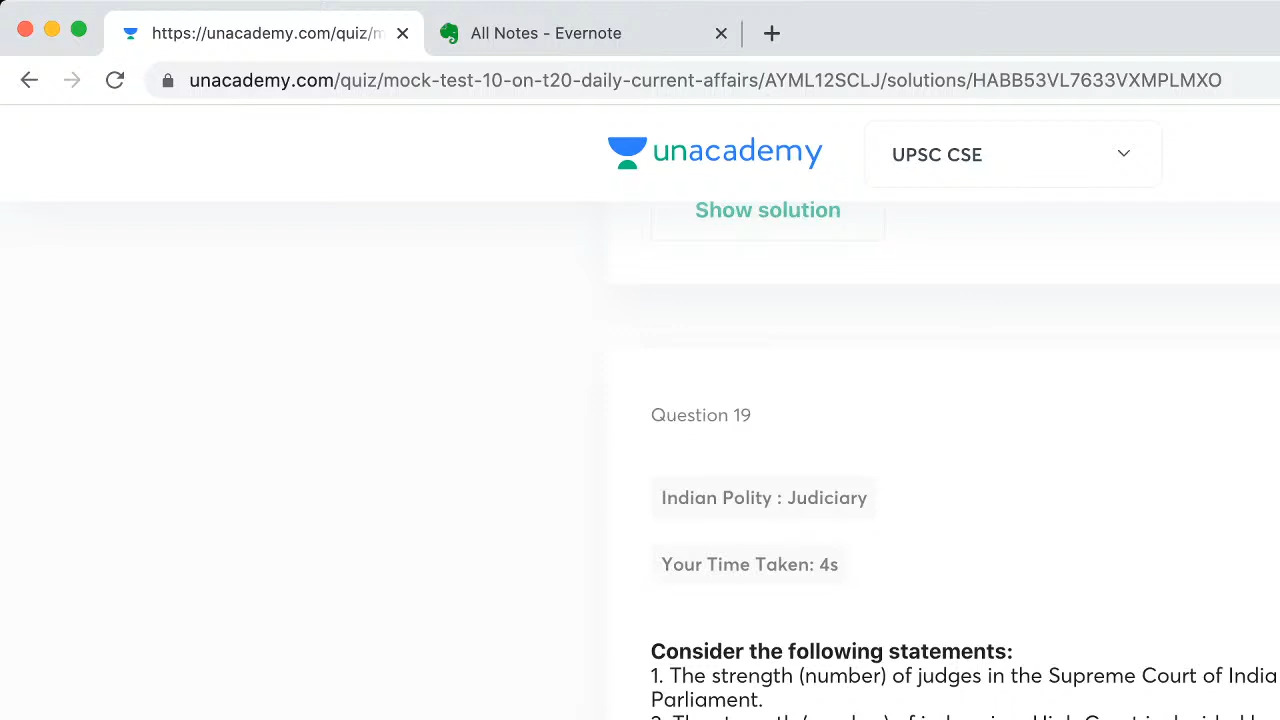 https://unacademy.com/quiz/m
All Notes - Evernote
unacademy.com/quiz/mock-test-10-on-t20-daily-current-affairs/AYML12SCLJ/solutions/HABB53VL7633VXMPLMXO
unacademy
UPSC CSE
Show solution
Question 19
Indian Polity : Judiciary
Your Time Taken: 4s
Consider the following statements:
1. The strength (number) of judges in the Supreme Court of India
Parliament.